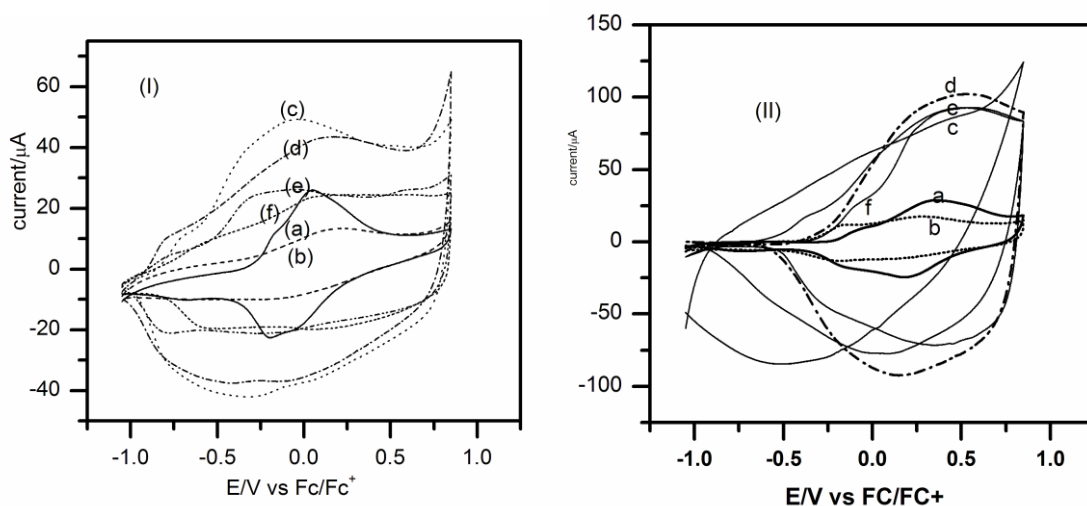 (I)
(c)
(d)
(e)
(f)
(a)
(b)
60
40
20
0
-20
-40
current/μA
-1.0
-0.5
0.0
0.5
1.0
E/V vs Fc/Fc+
(II)
d
e
c
a
f
b
150
100
50
0
-50
-100
current/μA
-1.0
-0.5
0.0
0.5
1.0
E/V vs FC/FC+